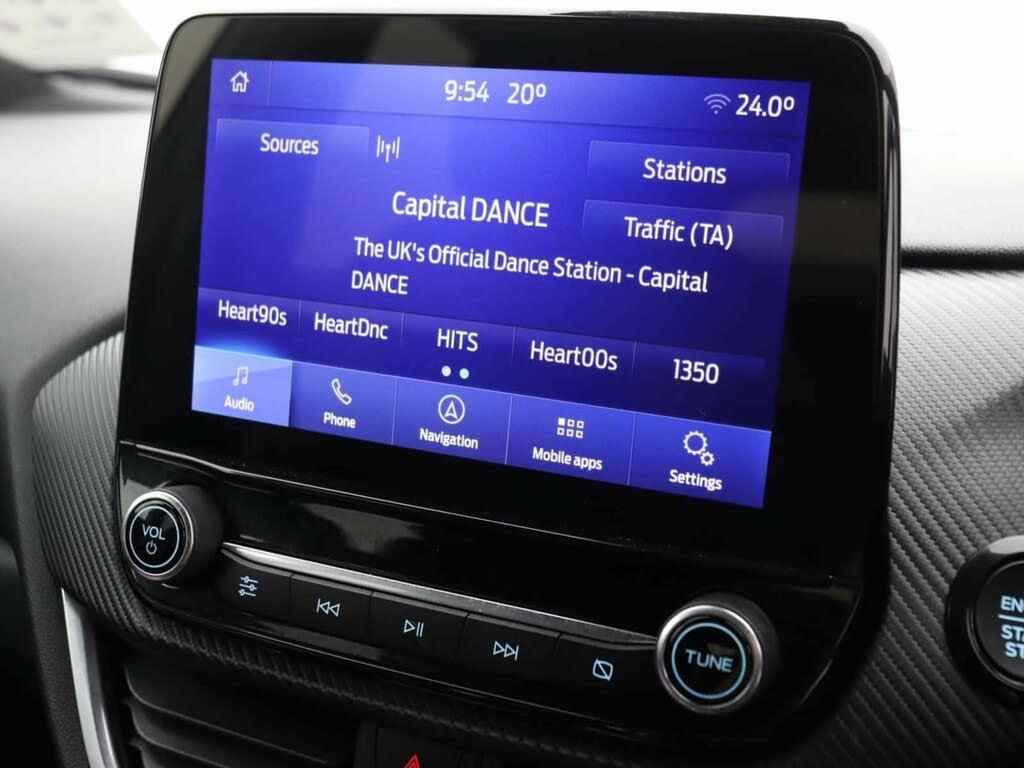 9:54 20°
24.0°
Sources
Stations
Capital DANCE
Traffic (TA)
The UK's Official Dance Station - Capital
DANCE
Heart90s
HeartDnc
HITS
Heart00s
1350
Audio
Phone
Navigation
Mobile apps
Settings
VOL
TUNE